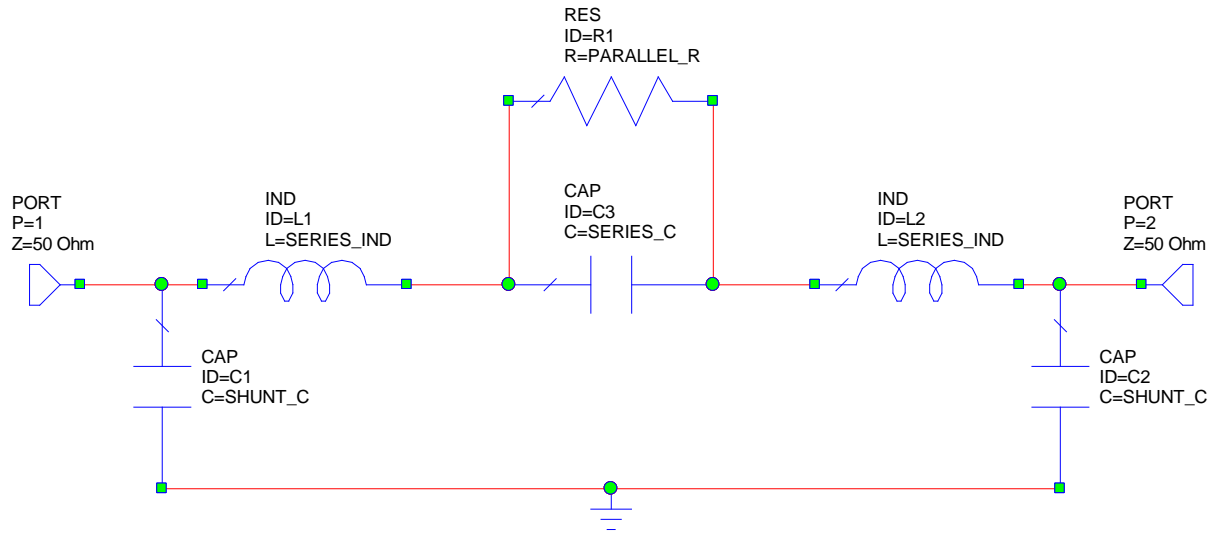 RES
ID=R1
R=PARALLEL_R
CAP
ID=C3
C=SERIES_C
PORT
P=1
Z=50 Ohm
IND
ID=L1
L=SERIES_IND
IND
ID=L2
L=SERIES_IND
PORT
P=2
Z=50 Ohm
CAP
ID=C1
C=SHUNT_C
CAP
ID=C2
C=SHUNT_C